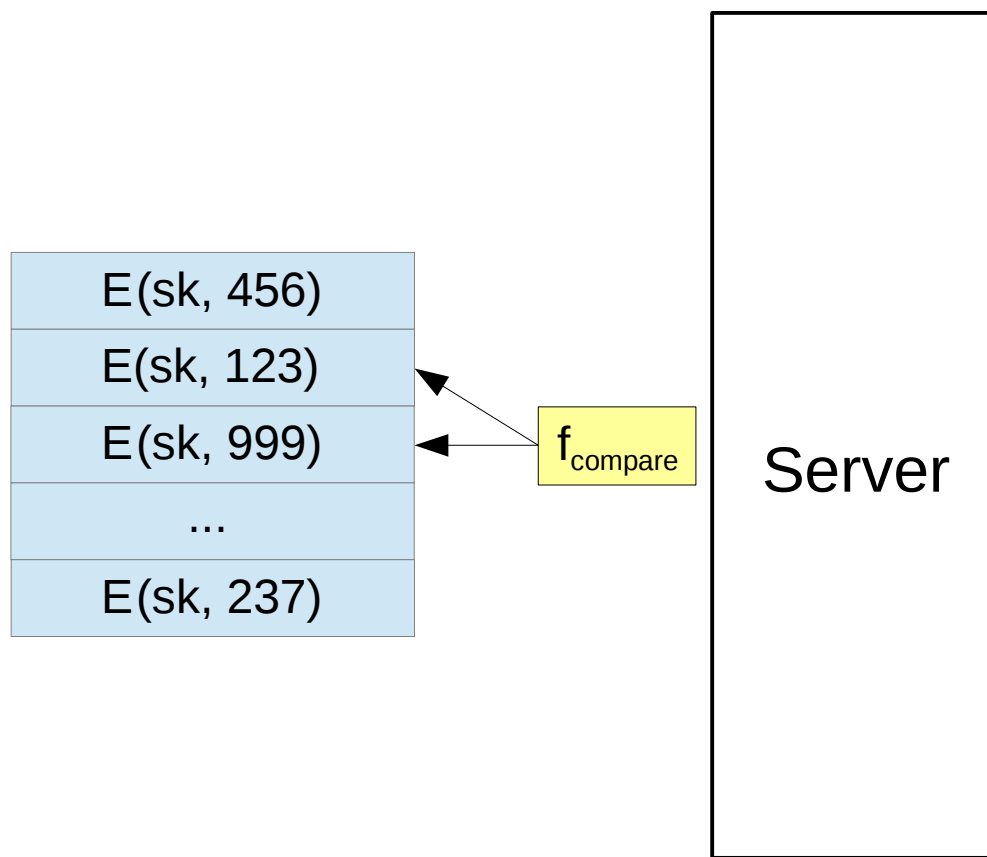 E(sk, 456)
E(sk, 123)
E(sk, 999)
...
E(sk, 237)
fcompare
Server